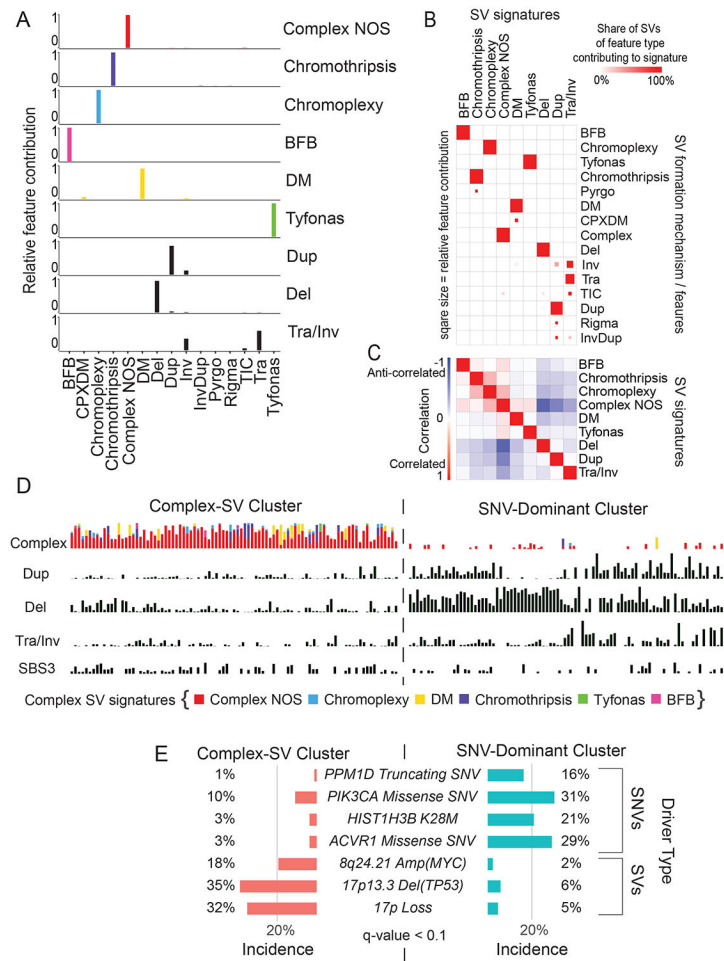 A
Relative feature contribution
1
0
Complex NOS
1
0
Chromothripsis
1
0
Chromoplexy
1
0
BFB
1
0
DM
1
0
Tyfonas
1
0
Dup
1
0
Del
1
0
Tra/Inv
BFB
CPXDM
Chromoplexy
Chromothripsis
Complex NOS
DM
Del
Dup
Inv
InvDup
Pyrgo
Rigma
TIC
Tra
Tyfonas
B
SV signatures
Share of SVs
of feature type
contributing to signature
0% 100%
BFB
Chromothripsis
Chromoplexy
Complex NOS
DM
Tyfonas
Del
Dup
Tra/Inv
sqare size = relative feature contribution
BFB
Chromoplexy
Tyfonas
Chromothripsis
Pyrgo
DM
CPXDM
Complex
Del
Inv
Tra
TIC
Dup
Rigma
InvDup
SV formation mechanism / feaures
C
-1
Anti-correlated
0
Correlated
1
Correlation
BFB
Chromothripsis
Chromoplexy
Complex NOS
DM
Tyfonas
Del
Dup
Tra/Inv
SV signatures
D
Complex-SV Cluster
SNV-Dominant Cluster
Complex
Dup
Del
Tra/Inv
SBS3
Complex SV signatures { Complex NOS Chromoplexy DM Chromothripsis Tyfonas BFB }
E
Complex-SV Cluster
SNV-Dominant Cluster
1% PPM1D Truncating SNV 16%
10% PIK3CA Missense SNV 31%
3% HIST1H3B K28M 21%
3% ACVR1 Missense SNV 29%
18% 8q24.21 Amp(MYC) 2%
35% 17p13.3 Del(TP53) 6%
32% 17p Loss 5%
SNVs
SVs
Driver Type
20%
Incidence
q-value < 0.1
20%
Incidence